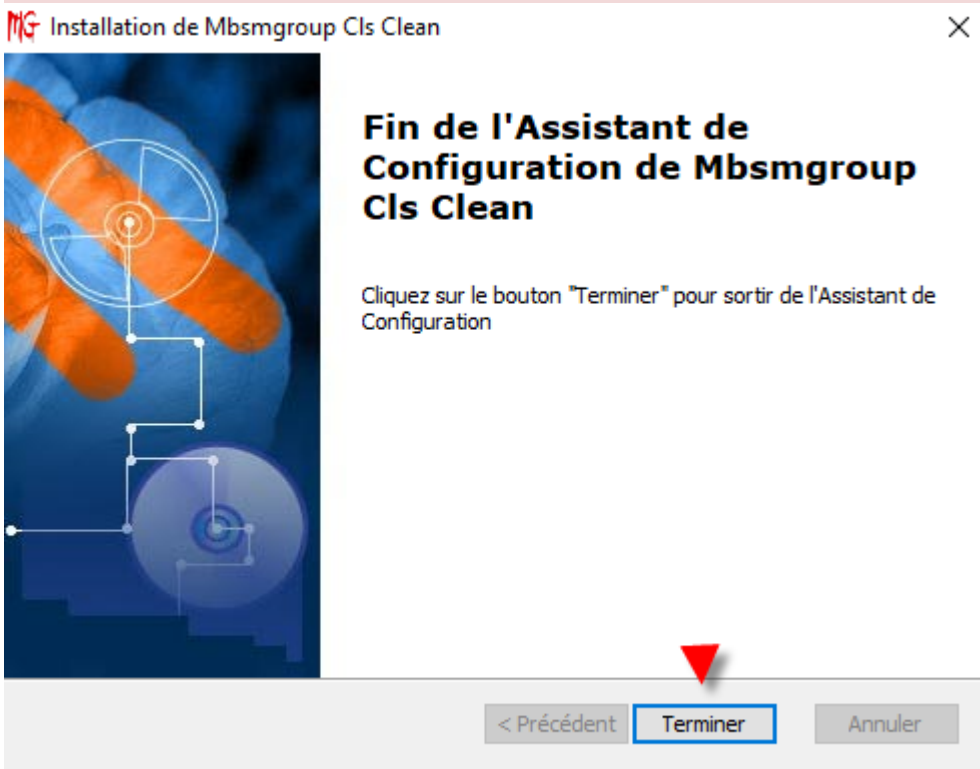 MG Installation de Mbsmgroup Cls Clean
Fin de l'Assistant de
Configuration de Mbsmgroup
Cls Clean
Cliquez sur le bouton "Terminer" pour sortir de l'Assistant de
Configuration
< Précédent Terminer Annuler